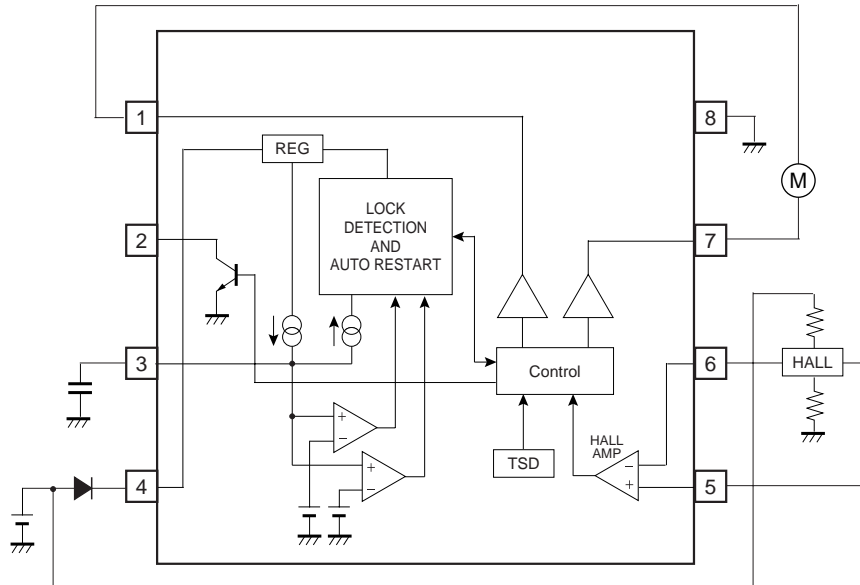 1
8
REG
M
LOCK
DETECTION
AND
AUTO RESTART
2
7
3
6
HALL
Control
+
−
HALL
AMP
TSD
+
−
−
+
4
5